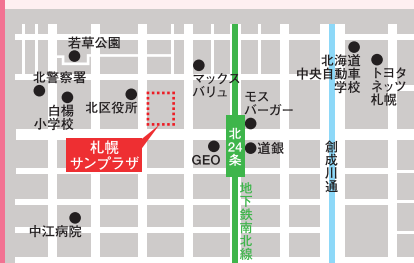 若草公園
北警察署
白楊
小学校
北区役所
マックス
バリュ
北海道
中央自動車
学校
トヨタ
ネッツ
札幌
モス
バーガー
札幌
サンプラザ
GEO
北
24
条
道銀
創成川通
地下鉄南北線
中江病院